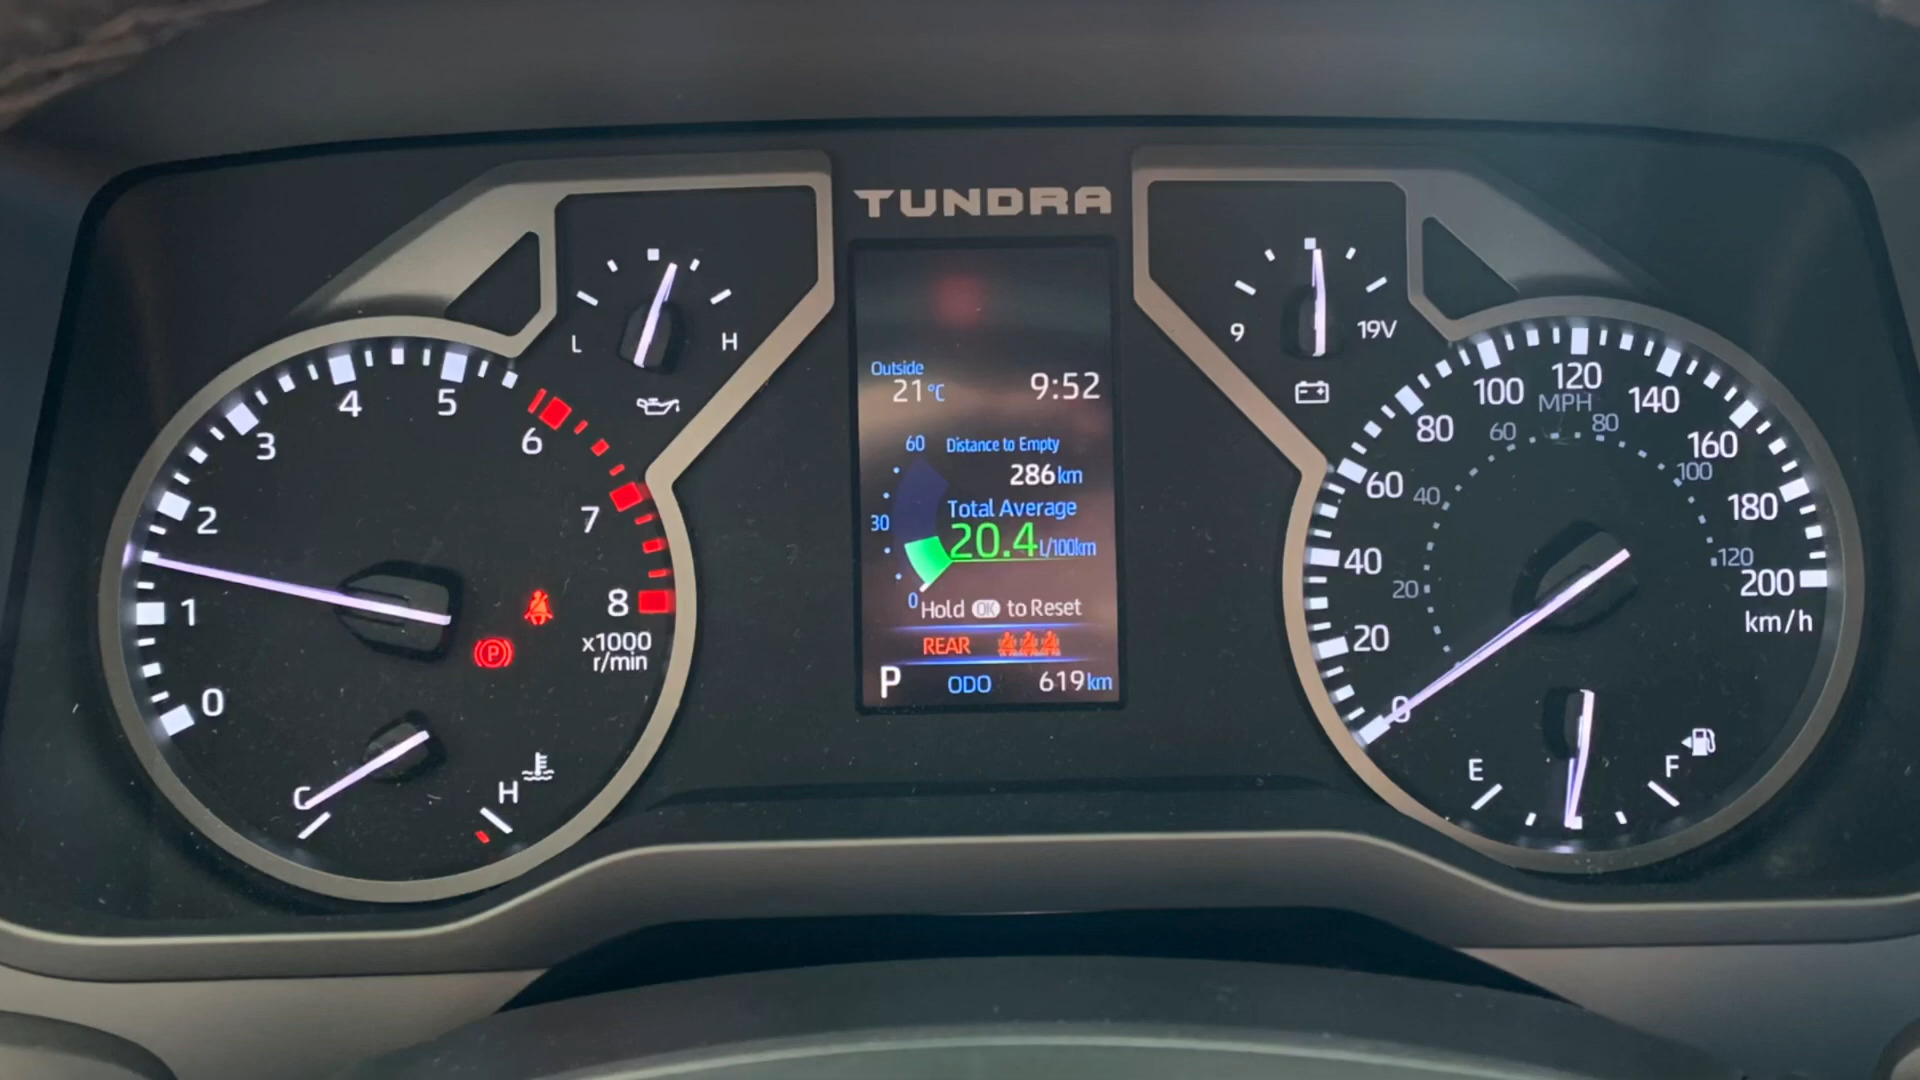 TUNDRA
L
H
9
19V
0
1
2
3
4
5
6
7
8
x1000
r/min
P
C
H
Outside
21°C
9:52
60
Distance to Empty
286km
Total Average
30
20.4L/100km
0
Hold OK to Reset
REAR
P
ODO
619km
0
20
40
60
80
100
120
140
160
180
200
km/h
MPH
20
40
60
80
100
120
E
F